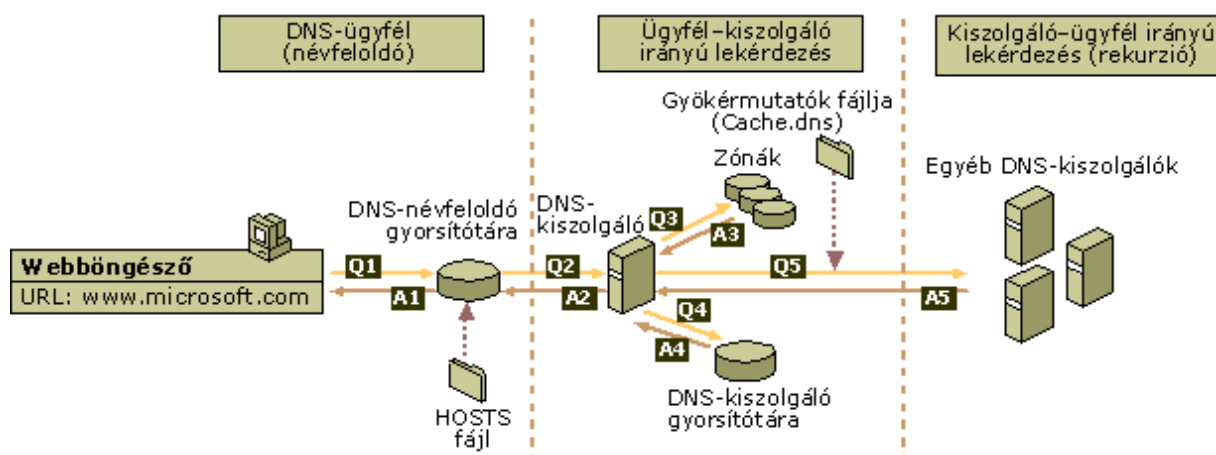 DNS-ügyfél
(névfeloldó)
Ügyfél–kiszolgáló
irányú lekérdezés
Kiszolgáló–ügyfél irányú
lekérdezés (rekurzió)
Gyökérmutatók fájlja
(Cache.dns)
Zónák
Egyéb DNS-kiszolgálók
DNS-névfeloldó
gyorsítótára
DNS-
kiszolgáló
Q3
A3
Webböngésző
URL: www.microsoft.com
Q1
A1
Q2
A2
Q5
A5
Q4
A4
HOSTS
fájl
DNS-kiszolgáló
gyorsítótára